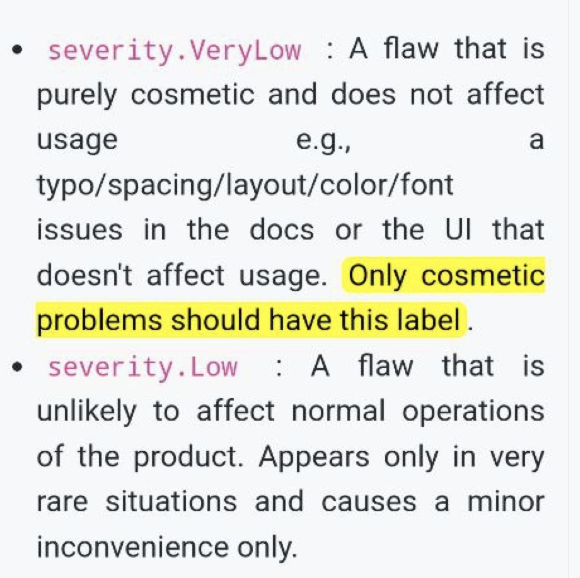 • severity.VeryLow : A flaw that is
purely cosmetic and does not affect
usage e.g., a
typo/spacing/layout/color/font
issues in the docs or the UI that
doesn't affect usage. Only cosmetic
problems should have this label.
• severity.Low : A flaw that is
unlikely to affect normal operations
of the product. Appears only in very
rare situations and causes a minor
inconvenience only.